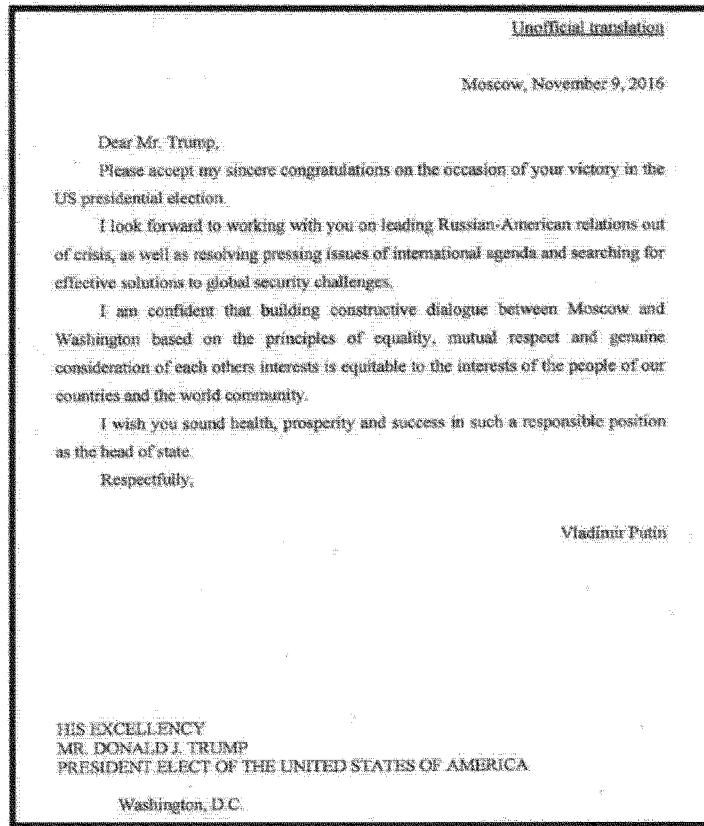 Unofficial translation
Moscow, November 9, 2016
Dear Mr. Trump,
Please accept my sincere congratulations on the occasion of your victory in the
US presidential election.
I look forward to working with you on leading Russian-American relations out
of crisis, as well as resolving pressing issues of international agenda and searching for
effective solutions to global security challenges.
I am confident that building constructive dialogue between Moscow and
Washington based on the principles of equality, mutual respect and genuine
consideration of each others interests is equitable to the interests of the people of our
countries and the world community.
I wish you sound health, prosperity and success in such a responsible position
as the head of state.
Respectfully,
Vladimir Putin
HIS EXCELLENCY
MR. DONALD J. TRUMP
PRESIDENT ELECT OF THE UNITED STATES OF AMERICA
Washington, D.C.